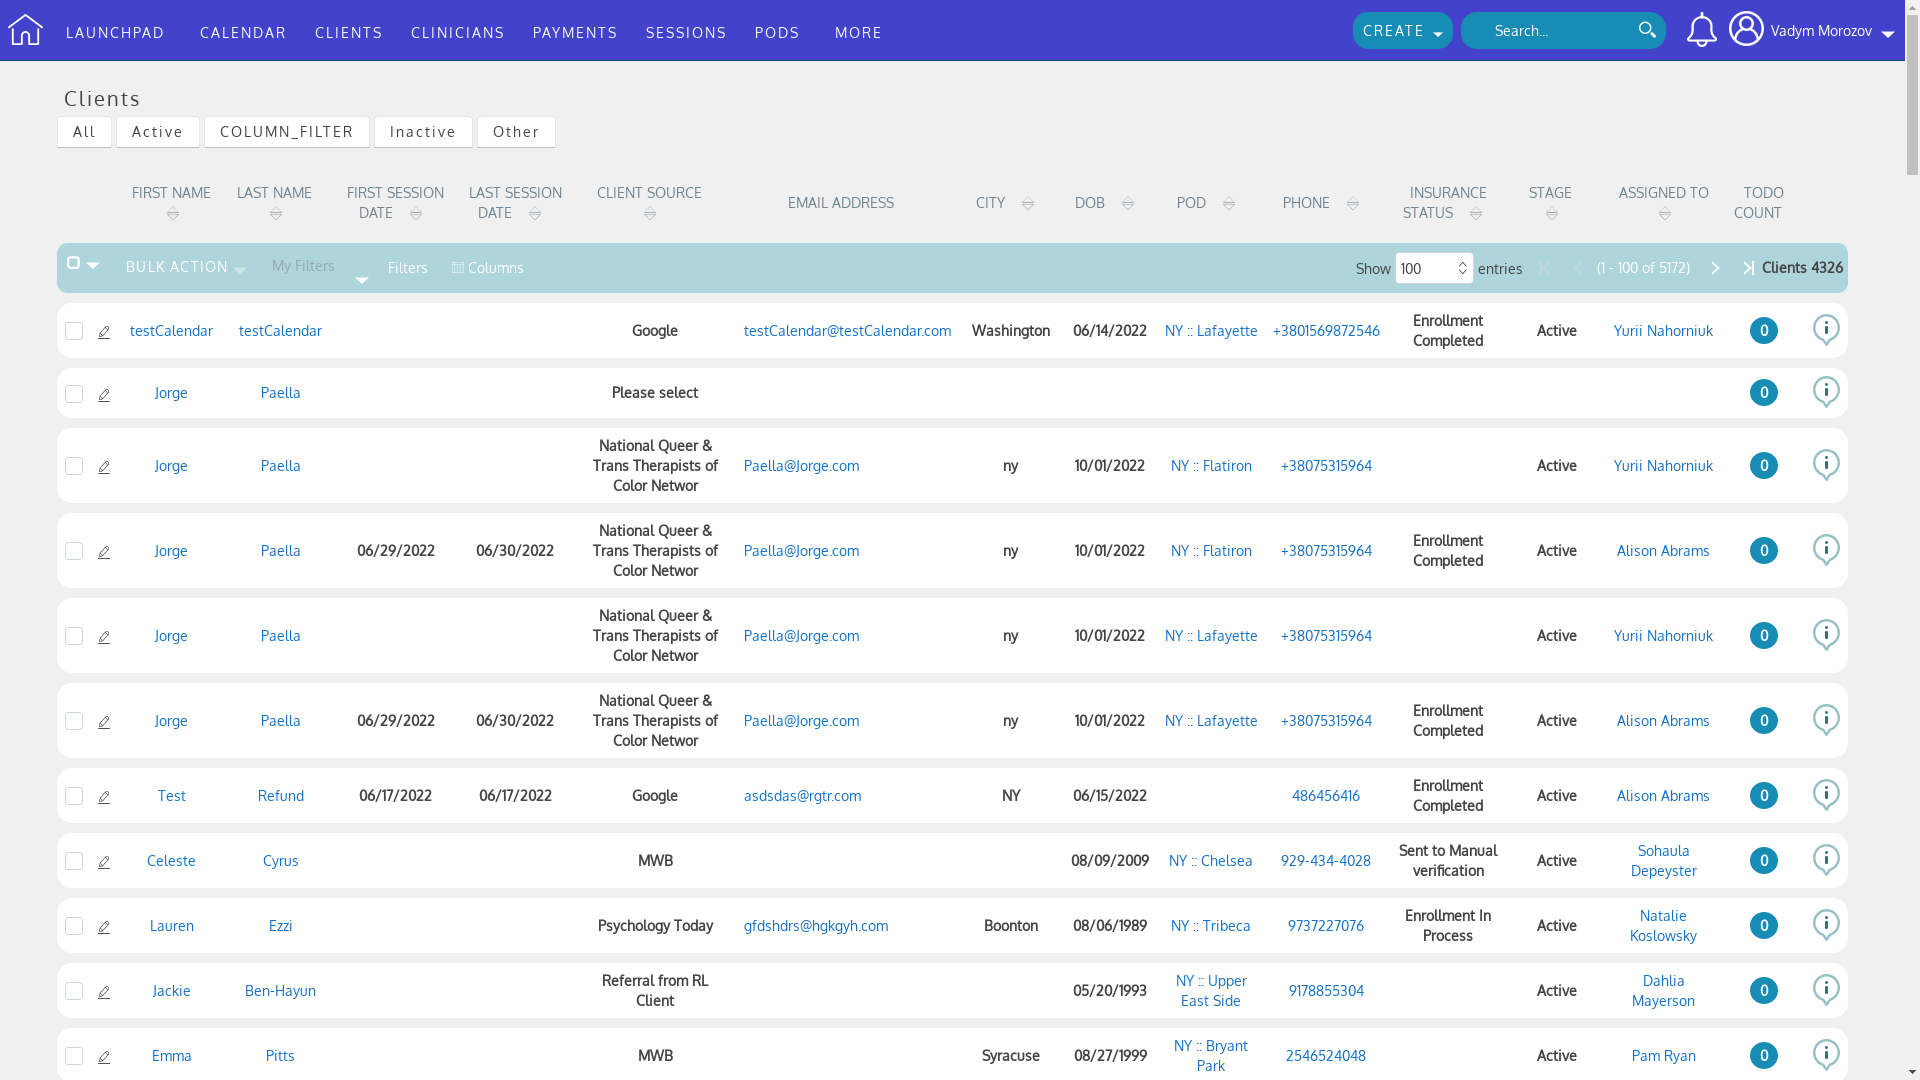 LAUNCHPAD CALENDAR CLIENTS CLINICIANS PAYMENTS SESSIONS PODS MORE CREATE Search... Vadym Morozov
Clients
All Active COLUMN_FILTER Inactive Other
FIRST NAME LAST NAME FIRST SESSION DATE LAST SESSION DATE CLIENT SOURCE EMAIL ADDRESS CITY DOB POD PHONE INSURANCE STATUS STAGE ASSIGNED TO TODO COUNT
BULK ACTION My Filters Filters Columns Show 100 entries (1 - 100 of 5172) Clients 4326
testCalendar testCalendar Google testCalendar@testCalendar.com Washington 06/14/2022 NY :: Lafayette +3801569872546 Enrollment Completed Active Yurii Nahorniuk 0
Jorge Paella Please select 0
Jorge Paella National Queer & Trans Therapists of Color Networ Paella@Jorge.com ny 10/01/2022 NY :: Flatiron +38075315964 Active Yurii Nahorniuk 0
Jorge Paella 06/29/2022 06/30/2022 National Queer & Trans Therapists of Color Networ Paella@Jorge.com ny 10/01/2022 NY :: Flatiron +38075315964 Enrollment Completed Active Alison Abrams 0
Jorge Paella National Queer & Trans Therapists of Color Networ Paella@Jorge.com ny 10/01/2022 NY :: Lafayette +38075315964 Active Yurii Nahorniuk 0
Jorge Paella 06/29/2022 06/30/2022 National Queer & Trans Therapists of Color Networ Paella@Jorge.com ny 10/01/2022 NY :: Lafayette +38075315964 Enrollment Completed Active Alison Abrams 0
Test Refund 06/17/2022 06/17/2022 Google asdsdas@rgtr.com NY 06/15/2022 486456416 Enrollment Completed Active Alison Abrams 0
Celeste Cyrus MWB 08/09/2009 NY :: Chelsea 929-434-4028 Sent to Manual verification Active Sohaula Depeyster 0
Lauren Ezzi Psychology Today gfdshdrs@hgkgyh.com Boonton 08/06/1989 NY :: Tribeca 9737227076 Enrollment In Process Active Natalie Koslowsky 0
Jackie Ben-Hayun Referral from RL Client 05/20/1993 NY :: Upper East Side 9178855304 Active Dahlia Mayerson 0
Emma Pitts MWB Syracuse 08/27/1999 NY :: Bryant Park 2546524048 Active Pam Ryan 0